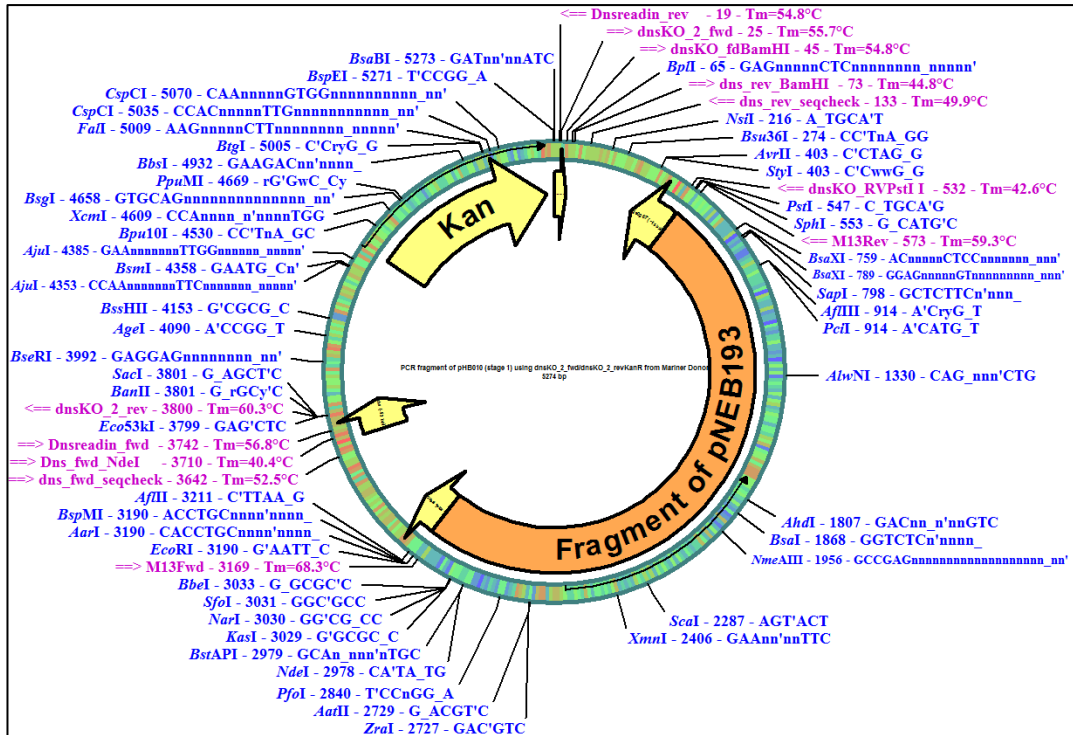 <== Dnsreadin_rev - 19 - Tm=54.8°C
==> dnsKO_2_fwd - 25 - Tm=55.7°C
==> dnsKO_fdBamHI - 45 - Tm=54.8°C
BplI - 65 - GAGnnnnnCTCnnnnnnnn_nnnnn'
==> dns_rev_BamHI - 73 - Tm=44.8°C
<== dns_rev_seqcheck - 133 - Tm=49.9°C
NsiI - 216 - A_TGCA'T
Bsu36I - 274 - CC'TnA_GG
AvrII - 403 - C'CTAG_G
StyI - 403 - C'CwwG_G
<== dnsKO_RVPstI I - 532 - Tm=42.6°C
PstI - 547 - C_TGCA'G
SphI - 553 - G_CATG'C
<== M13Rev - 573 - Tm=59.3°C
BsaXI - 759 - ACnnnnnCTCCnnnnnnn_nnn'
BsaXI - 789 - GGAGnnnnnGTnnnnnnnnn_nnn'
SapI - 798 - GCTCTTCn'nnn_
AflIII - 914 - A'CryG_T
PciI - 914 - A'CATG_T
AlwNI - 1330 - CAG_nnn'CTG
AhdI - 1807 - GACnn_n'nnGTC
BsaI - 1868 - GGTCTCn'nnnn_
NmeAIII - 1956 - GCCGAGnnnnnnnnnnnnnnnnnnn_nn'
ScaI - 2287 - AGT'ACT
XmnI - 2406 - GAAnn'nnTTC
BsaBI - 5273 - GATnn'nnATC
BspEI - 5271 - T'CCGG_A
CspCI - 5070 - CAAnnnnnGTGGnnnnnnnnnn_nn'
CspCI - 5035 - CCACnnnnnTTGnnnnnnnnnnn_nn'
FalI - 5009 - AAGnnnnnCTTnnnnnnnn_nnnnn'
BtgI - 5005 - C'CryG_G
BbsI - 4932 - GAAGACnn'nnnn_
PpuMI - 4669 - rG'GwC_Cy
BsgI - 4658 - GTGCAGnnnnnnnnnnnnnn_nn'
XcmI - 4609 - CCAnnnn_n'nnnnTGG
Bpu10I - 4530 - CC'TnA_GC
AjuI - 4385 - GAAnnnnnnnTTGGnnnnnn_nnnnn'
BsmI - 4358 - GAATG_Cn'
AjuI - 4353 - CCAAnnnnnnnTTCnnnnnn_nnnnn'
BssHII - 4153 - G'CGCG_C
AgeI - 4090 - A'CCGG_T
BseRI - 3992 - GAGGAGnnnnnnnn_nn'
SacI - 3801 - G_AGCT'C
BanII - 3801 - G_rGCy'C
<== dnsKO_2_rev - 3800 - Tm=60.3°C
Eco53kI - 3799 - GAG'CTC
==> Dnsreadin_fwd - 3742 - Tm=56.8°C
==> Dns_fwd_NdeI - 3710 - Tm=40.4°C
==> dns_fwd_seqcheck - 3642 - Tm=52.5°C
AflII - 3211 - C'TTAA_G
BspMI - 3190 - ACCTGCnnnn'nnnn_
AarI - 3190 - CACCTGCnnnn'nnnn_
EcoRI - 3190 - G'AATT_C
==> M13Fwd - 3169 - Tm=68.3°C
BbeI - 3033 - G_GCGC'C
SfoI - 3031 - GGC'GCC
NarI - 3030 - GG'CG_CC
KasI - 3029 - G'GCGC_C
BstAPI - 2979 - GCAn_nnn'nTGC
NdeI - 2978 - CA'TA_TG
PfoI - 2840 - T'CCnGG_A
AatII - 2729 - G_ACGT'C
ZraI - 2727 - GAC'GTC
Kan
Fragment of pNEB193
PCR fragment of pHB010 (stage 1) using dnsKO_2_fwd/dnsKO_2_revKanR from Mariner Donor
5274 bp